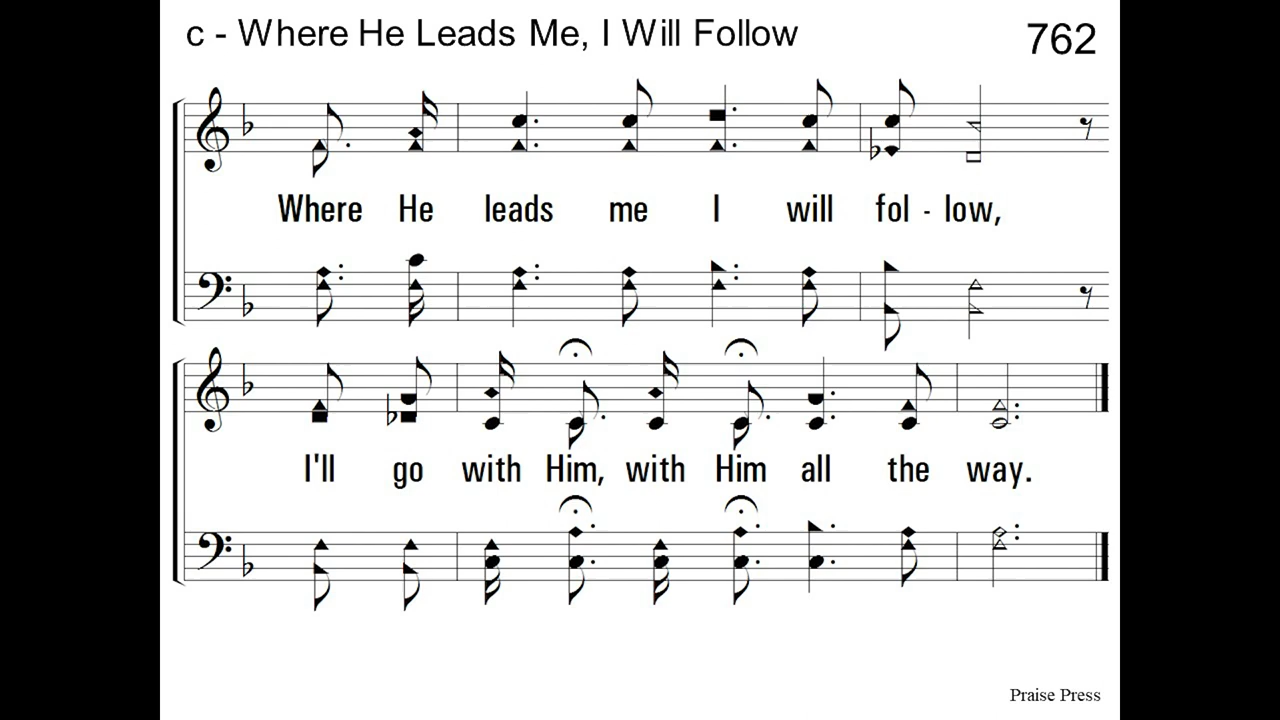 c - Where He Leads Me, I Will Follow
762
Where He leads me I will fol - low,
I'll go with Him, with Him all the way.
Praise Press